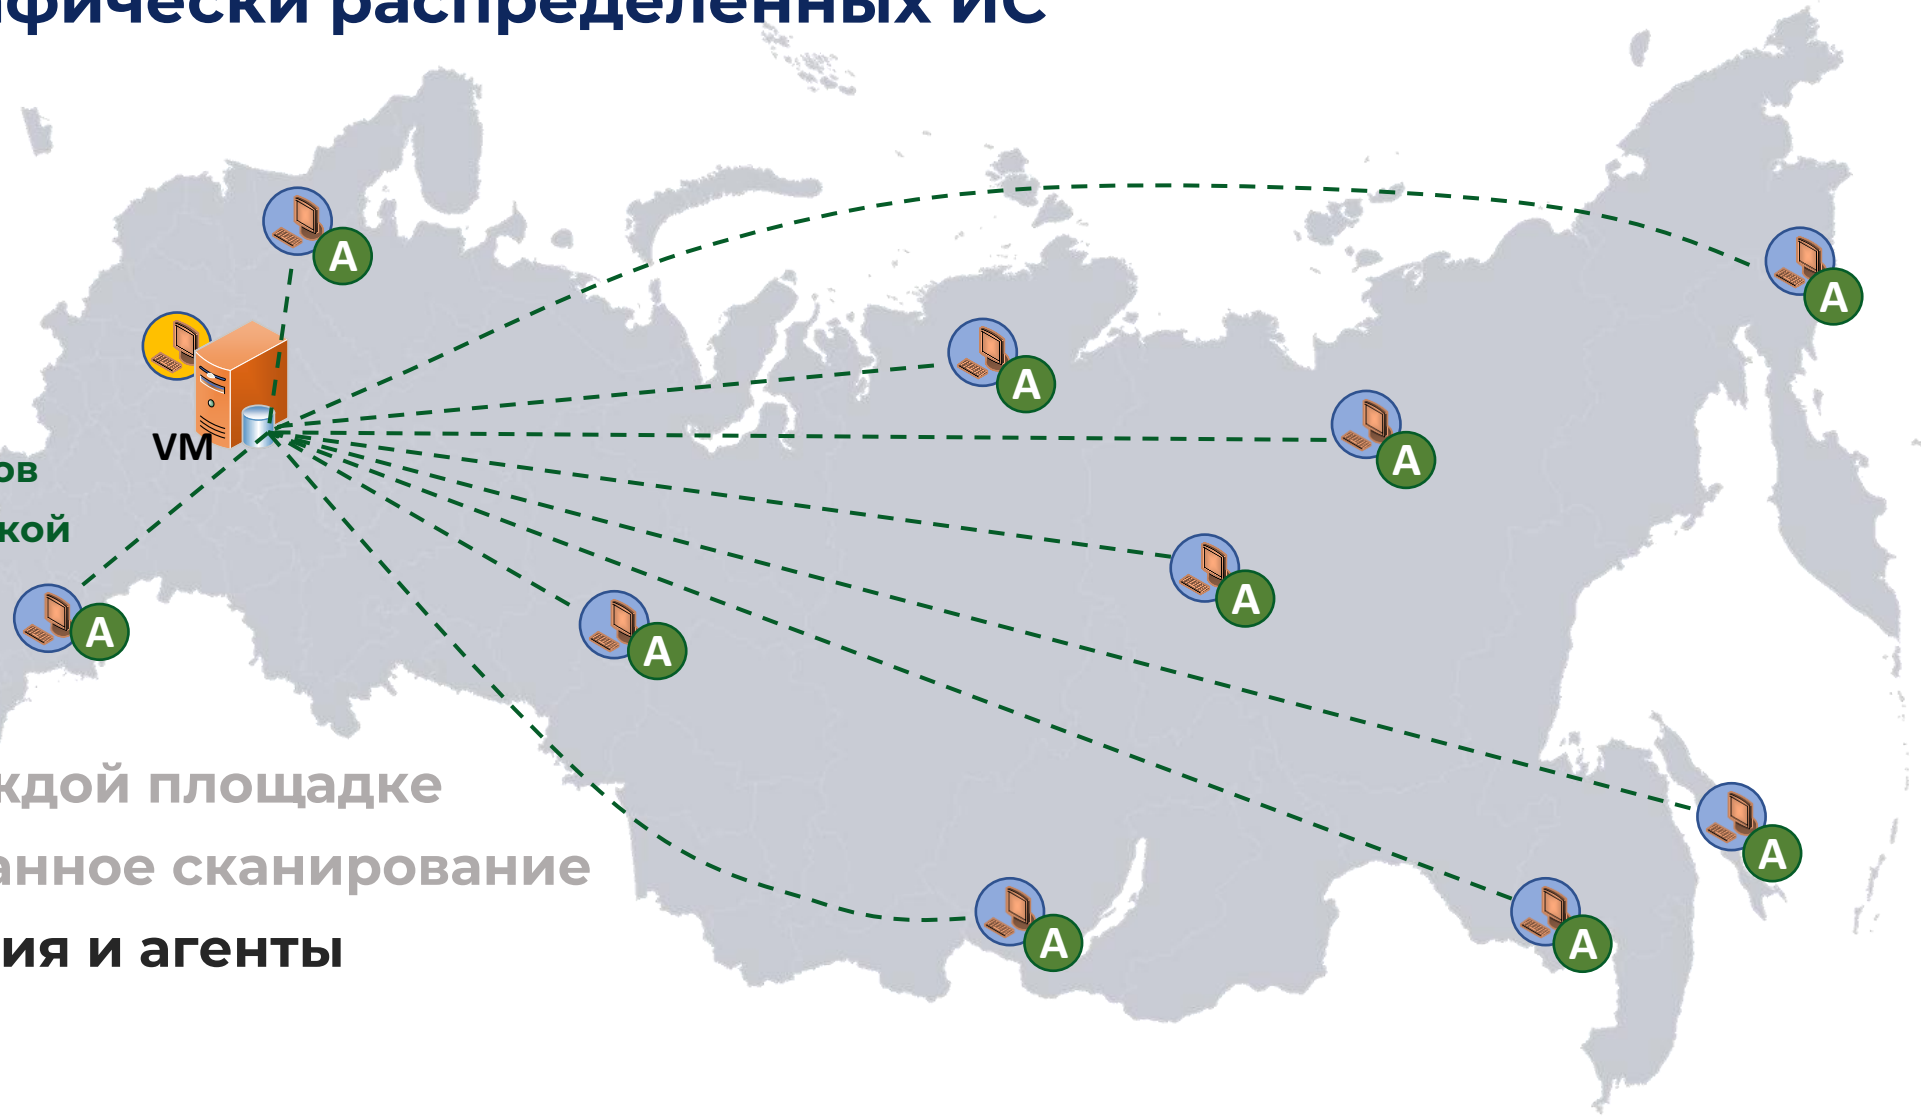 фически распределенных ИС
A
A
A
VM
A
A
ов
кой
A
A
A
ждой площадке
A
анное сканирование
A
A
ия и агенты